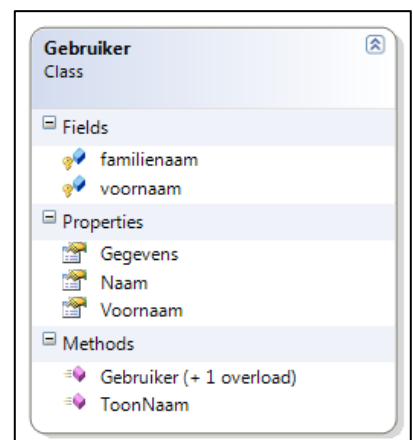 Gebruiker
Class
Fields
familienaam
voornaam
Properties
Gegevens
Naam
Voornaam
Methods
Gebruiker (+ 1 overload)
ToonNaam